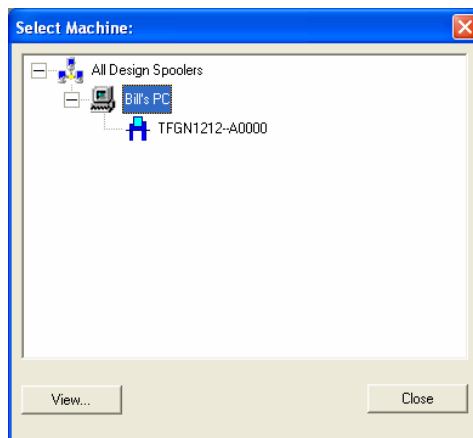 Select Machine:
All Design Spoolers
Bill's PC
TFGN1212--A0000
View...
Close